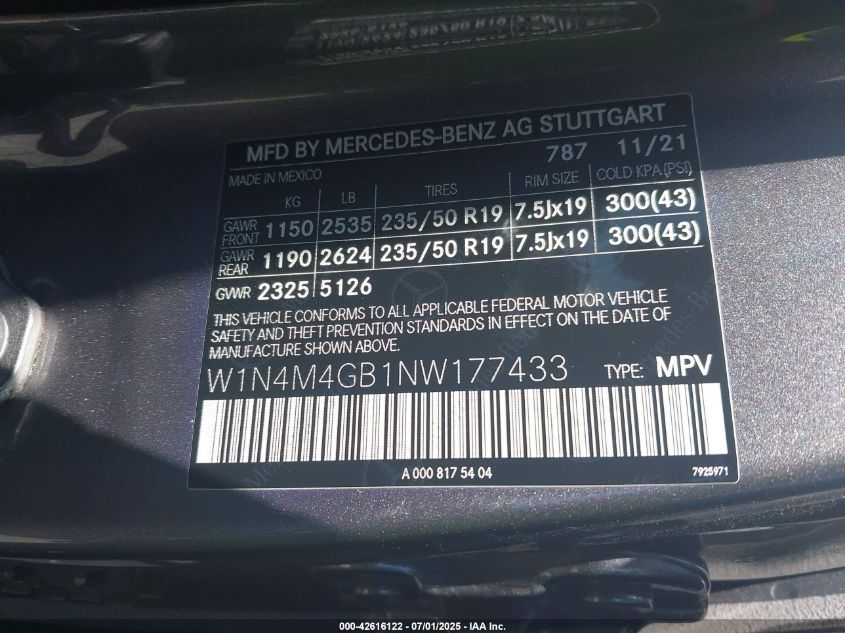 MFD BY MERCEDES-BENZ AG STUTTGART
787 11/21
MADE IN MEXICO
KG LB TIRES RIM SIZE COLD KPA (PSI)
GAWR FRONT 1150 2535 235/50 R19 7.5Jx19 300(43)
GAWR REAR 1190 2624 235/50 R19 7.5Jx19 300(43)
GVWR 2325 5126
THIS VEHICLE CONFORMS TO ALL APPLICABLE FEDERAL MOTOR VEHICLE
SAFETY AND THEFT PREVENTION STANDARDS IN EFFECT ON THE DATE OF
MANUFACTURE SHOWN ABOVE.
W1N4M4GB1NW177433 TYPE: MPV
A 000 817 54 04 7925971
000-42616122 - 07/01/2025 - IAA Inc.